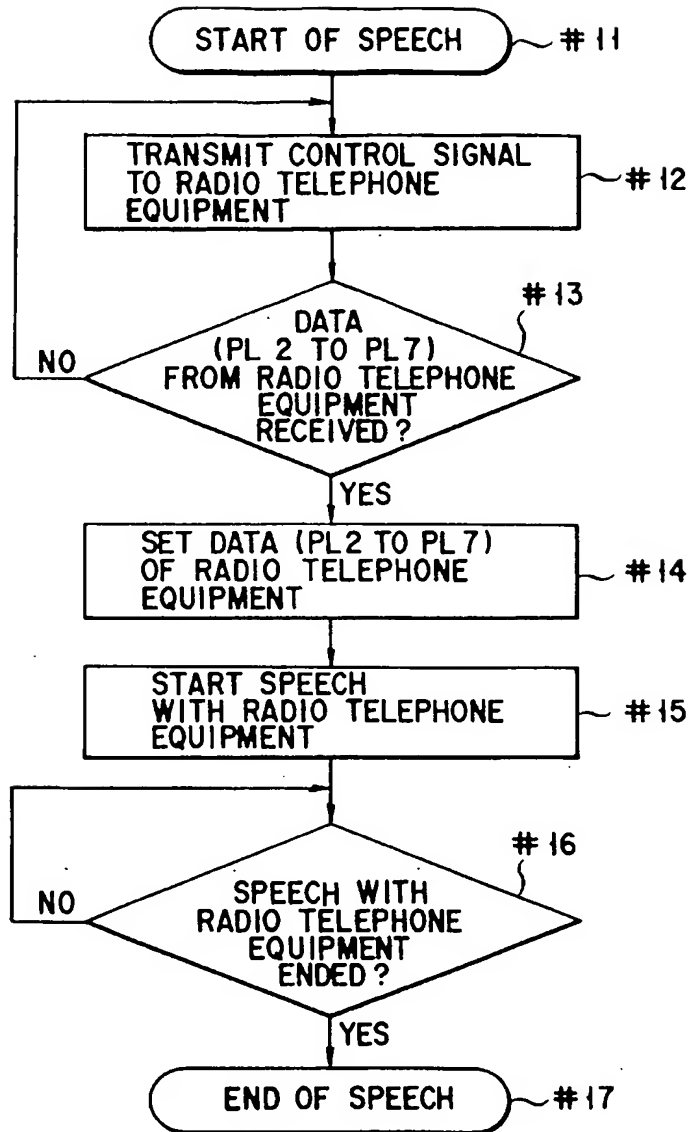 START OF SPEECH
#11
TRANSMIT CONTROL SIGNAL
TO RADIO TELEPHONE
EQUIPMENT
#12
#13
DATA
(PL 2 TO PL 7)
FROM RADIO TELEPHONE
EQUIPMENT
RECEIVED?
NO
YES
SET DATA (PL2 TO PL7)
OF RADIO TELEPHONE
EQUIPMENT
#14
START SPEECH
WITH RADIO TELEPHONE
EQUIPMENT
#15
#16
SPEECH WITH
RADIO TELEPHONE
EQUIPMENT
ENDED?
NO
YES
END OF SPEECH
#17